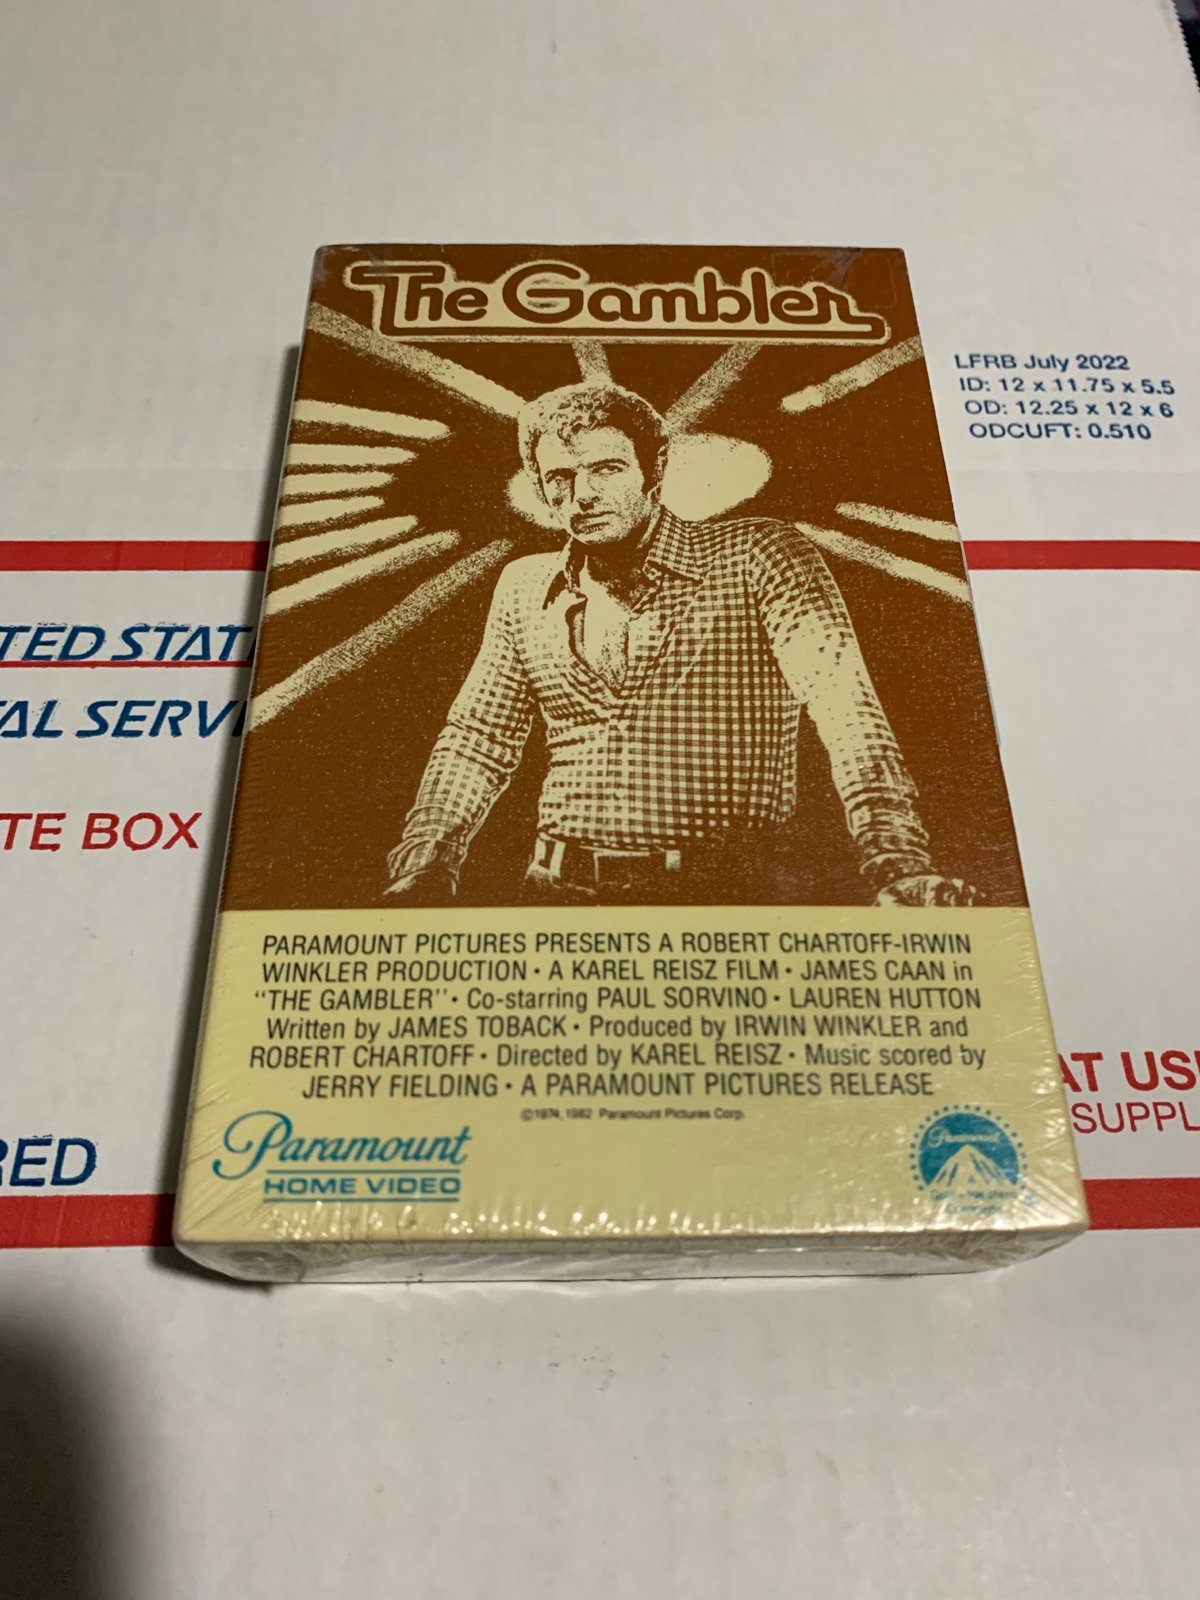 The Gambler
LFRB July 2022
ID: 12 x 11.75 x 5.5
OD: 12.25 x 12 x 6
ODCUFT: 0.510
TED STAT
AL SERVI
TE BOX
RED
PARAMOUNT PICTURES PRESENTS A ROBERT CHARTOFF-IRWIN
WINKLER PRODUCTION • A KAREL REISZ FILM • JAMES CAAN in
"THE GAMBLER" • Co-starring PAUL SORVINO • LAUREN HUTTON
Written by JAMES TOBACK • Produced by IRWIN WINKLER and
ROBERT CHARTOFF • Directed by KAREL REISZ • Music scored by
JERRY FIELDING • A PARAMOUNT PICTURES RELEASE
©1974, 1982 Paramount Pictures Corp.
Paramount
HOME VIDEO
Paramount
AT US
SUPPL